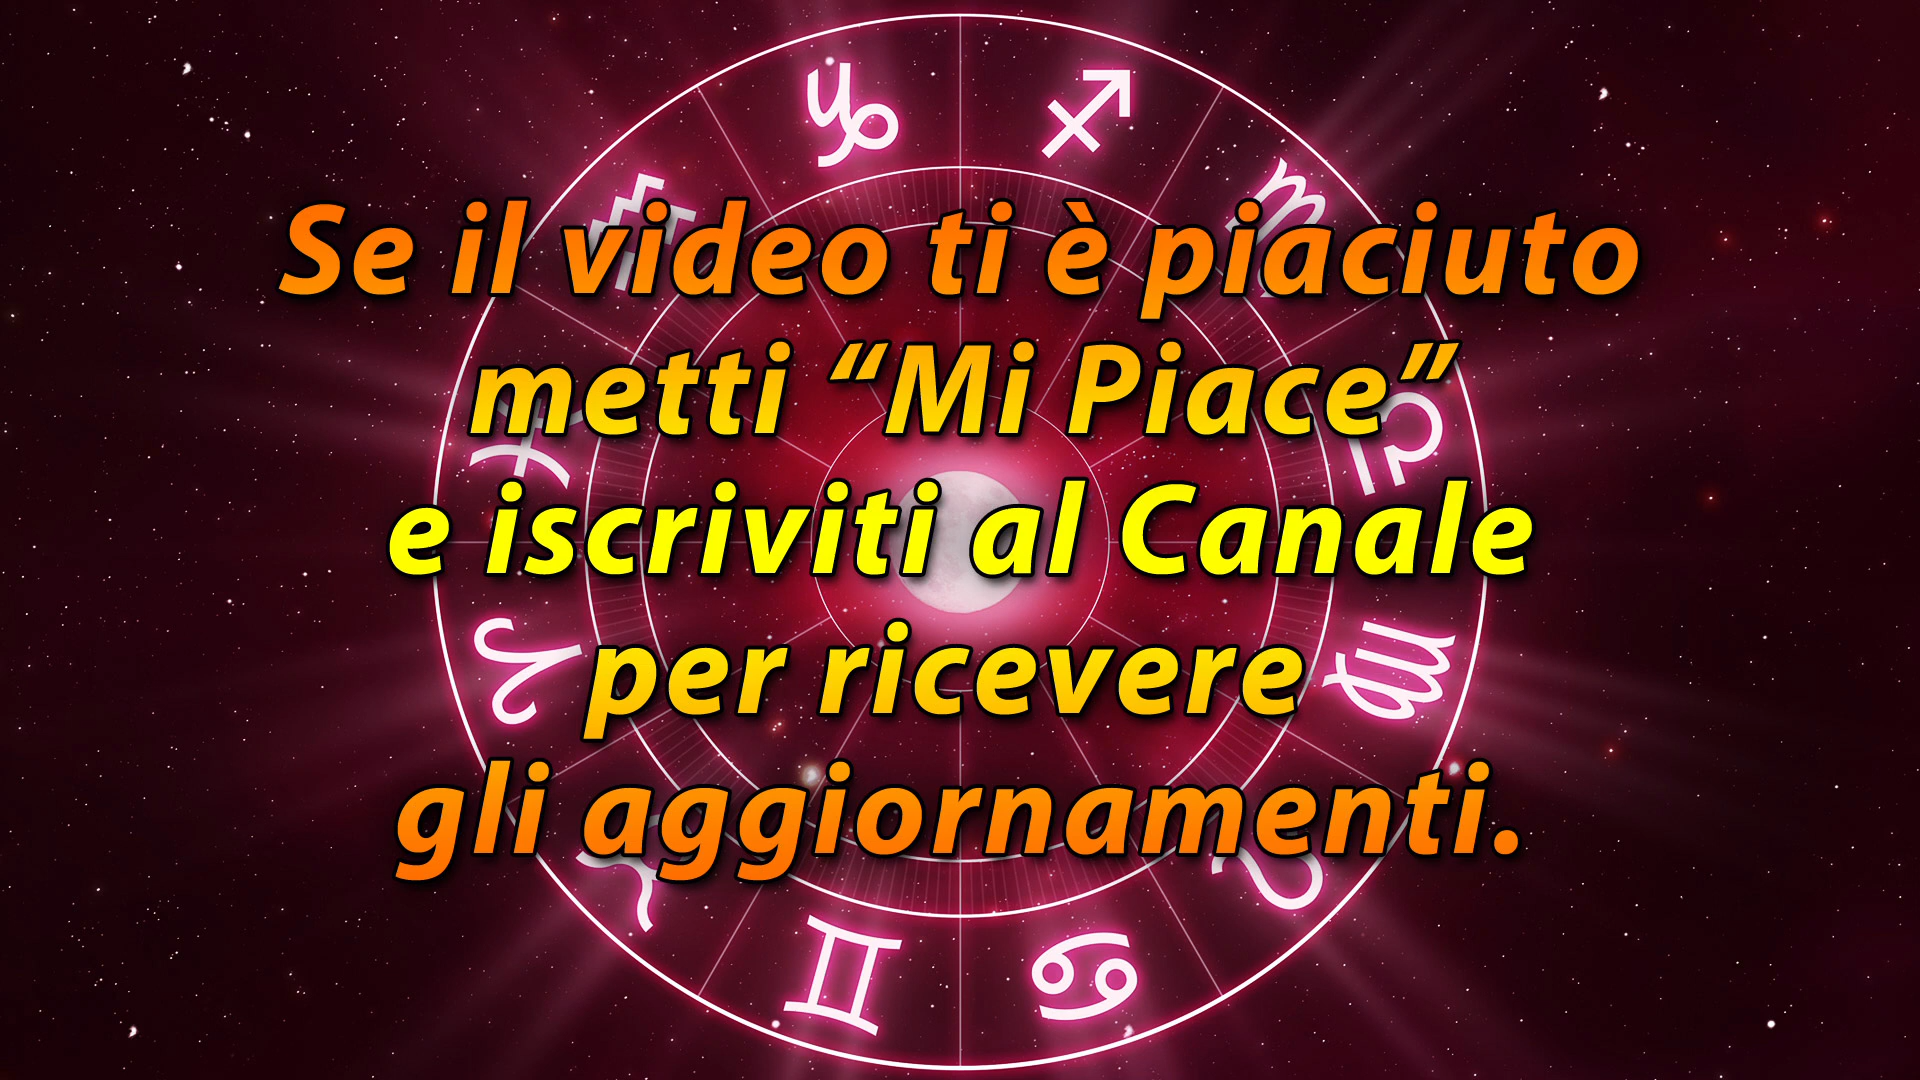 Se il video ti è piaciuto
metti “Mi Piace”
e iscriviti al Canale
per ricevere
gli aggiornamenti.